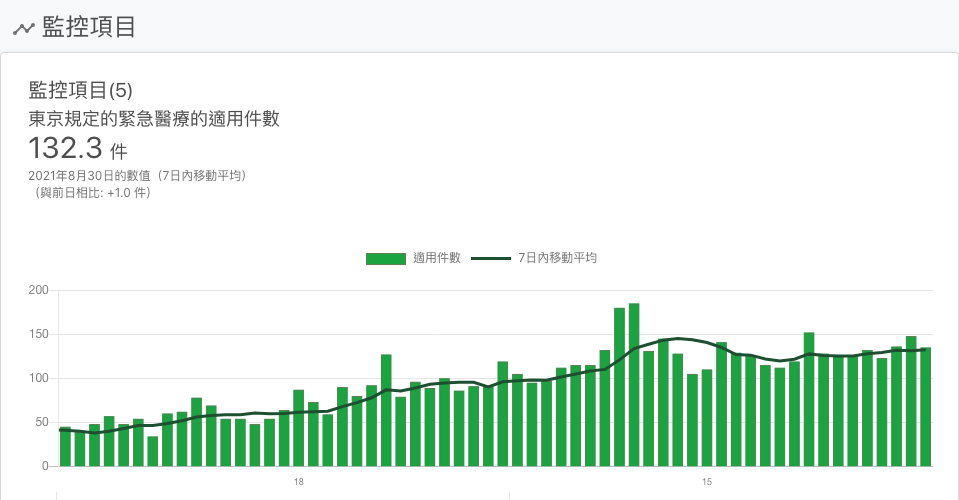 監控項目
監控項目(5)
東京規定的緊急醫療的適用件數
132.3 件
2021年8月30日的數值（7日內移動平均）
（與前日相比: +1.0 件）
適用件數 7日內移動平均
200
150
100
50
0
18 15